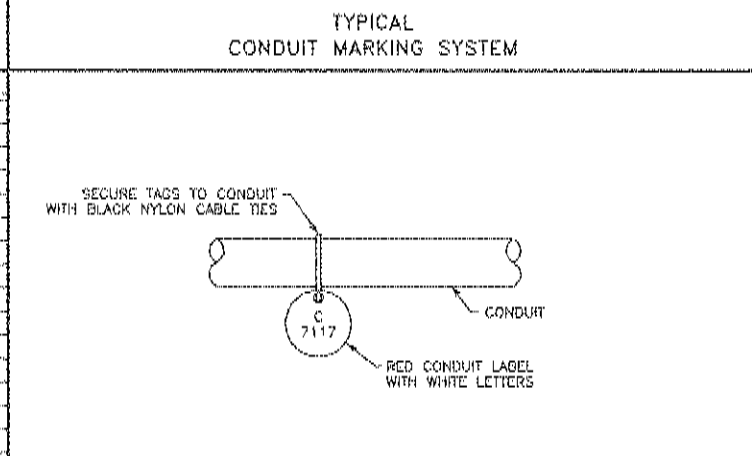 TYPICAL
CONDUIT MARKING SYSTEM
SECURE TAGS TO CONDUIT
WITH BLACK NYLON CABLE TIES
CONDUIT
C
7117
RED CONDUIT LABEL
WITH WHITE LETTERS